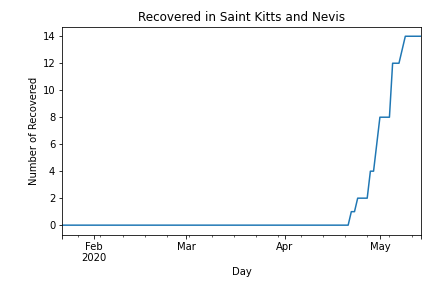 Recovered in Saint Kitts and Nevis
14
12
10
8
6
4
2
0
Number of Recovered
Feb Mar Apr May
2020
Day